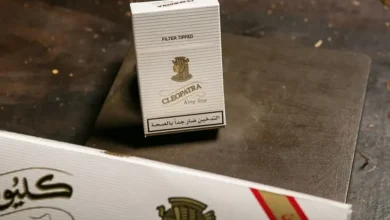 FILTER TIPPED
CLEOPATRA
King Size
التدخين ضار جداً بالصحة